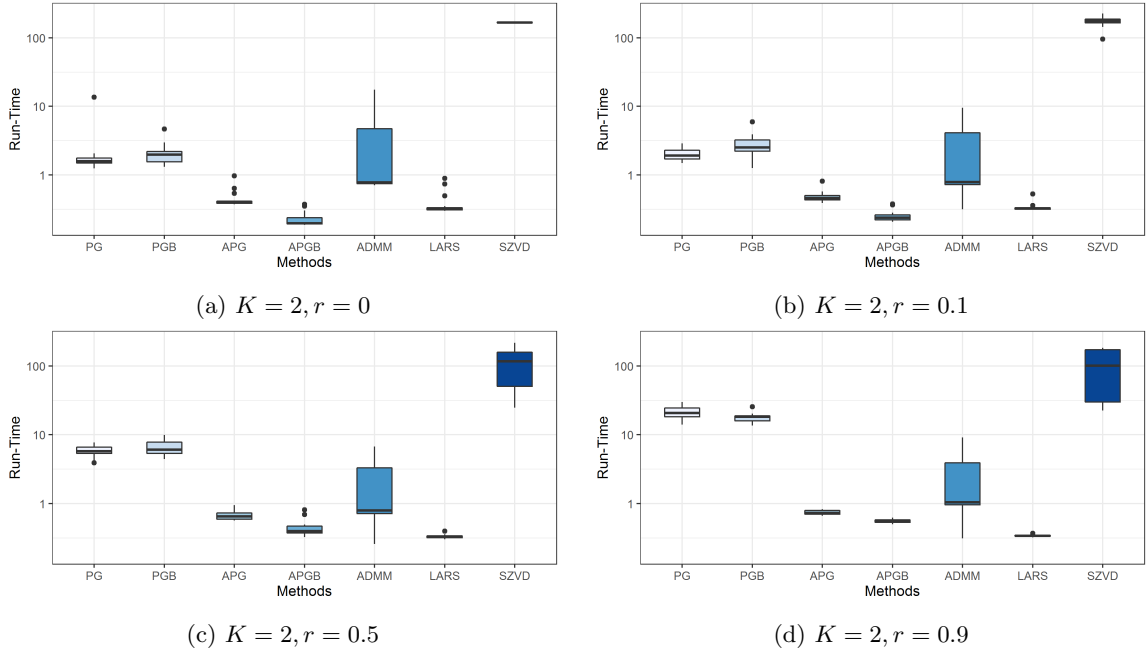 100
10
1
Run-Time
PG PGB APG APGB ADMM LARS SZVD
Methods
(a) K = 2, r = 0
100
10
1
Run-Time
PG PGB APG APGB ADMM LARS SZVD
Methods
(b) K = 2, r = 0.1
100
10
1
Run-Time
PG PGB APG APGB ADMM LARS SZVD
Methods
(c) K = 2, r = 0.5
100
10
1
Run-Time
PG PGB APG APGB ADMM LARS SZVD
Methods
(d) K = 2, r = 0.9